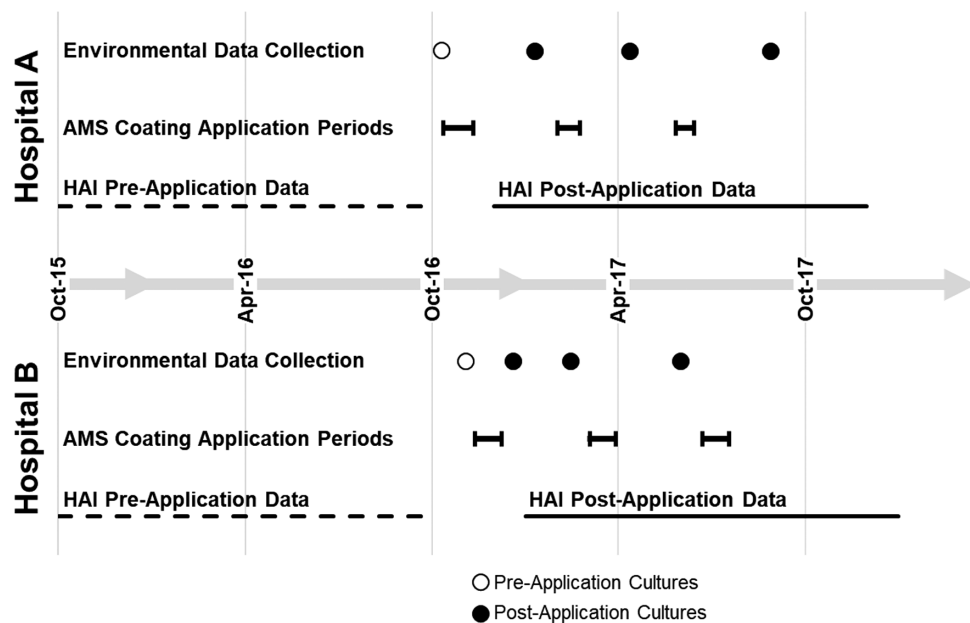 Hospital A
Environmental Data Collection
AMS Coating Application Periods
HAI Pre-Application Data
HAI Post-Application Data
Oct-15
Apr-16
Oct-16
Apr-17
Oct-17
Hospital B
Environmental Data Collection
AMS Coating Application Periods
HAI Pre-Application Data
HAI Post-Application Data
Pre-Application Cultures
Post-Application Cultures